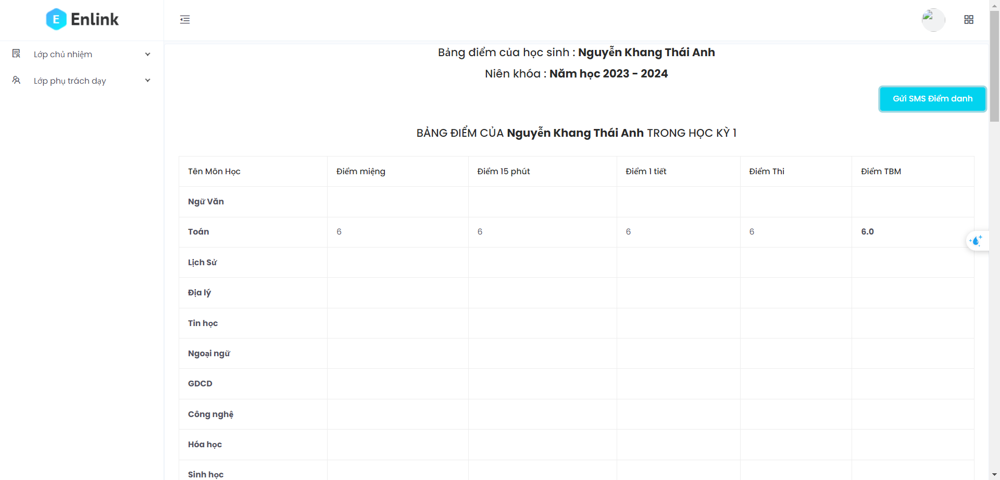 E Enlink
Lớp chủ nhiệm
Lớp phụ trách dạy
Bảng điểm của học sinh : Nguyễn Khang Thái Anh
Niên khóa : Năm học 2023 - 2024
Gửi SMS Điểm danh
BẢNG ĐIỂM CỦA Nguyễn Khang Thái Anh TRONG HỌC KỲ 1
Tên Môn Học Điểm miệng Điểm 15 phút Điểm 1 tiết Điểm Thi Điểm TBM
Ngữ Văn
Toán 6 6 6 6 6.0
Lịch Sử
Địa lý
Tin học
Ngoại ngữ
GDCD
Công nghệ
Hóa học
Sinh học